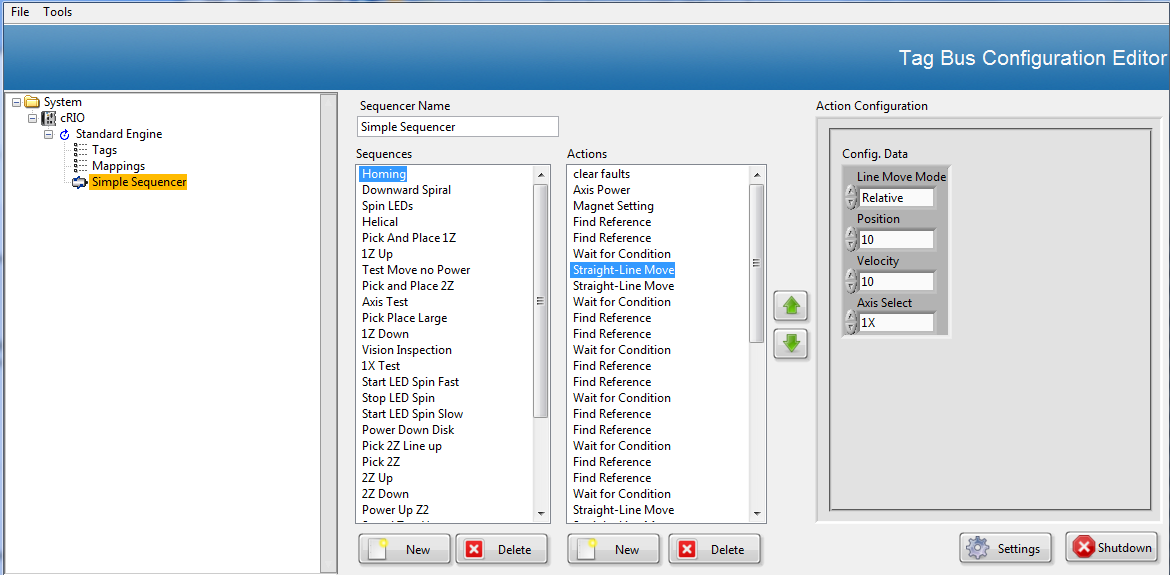 File Tools
Tag Bus Configuration Editor
System
cRIO
Standard Engine
Tags
Mappings
Simple Sequencer
Sequencer Name
Simple Sequencer
Sequences
Homing
Downward Spiral
Spin LEDs
Helical
Pick And Place 1Z
1Z Up
Test Move no Power
Pick and Place 2Z
Axis Test
Pick Place Large
1Z Down
Vision Inspection
1X Test
Start LED Spin Fast
Stop LED Spin
Start LED Spin Slow
Power Down Disk
Pick 2Z Line up
Pick 2Z
2Z Up
2Z Down
Power Up Z2
New Delete
Actions
clear faults
Axis Power
Magnet Setting
Find Reference
Find Reference
Wait for Condition
Straight-Line Move
Straight-Line Move
Wait for Condition
Find Reference
Find Reference
Wait for Condition
Find Reference
Find Reference
Wait for Condition
Find Reference
Find Reference
Wait for Condition
Find Reference
Find Reference
Wait for Condition
Straight-Line Move
New Delete
Action Configuration
Config. Data
Line Move Mode
Relative
Position
10
Velocity
10
Axis Select
1X
Settings Shutdown